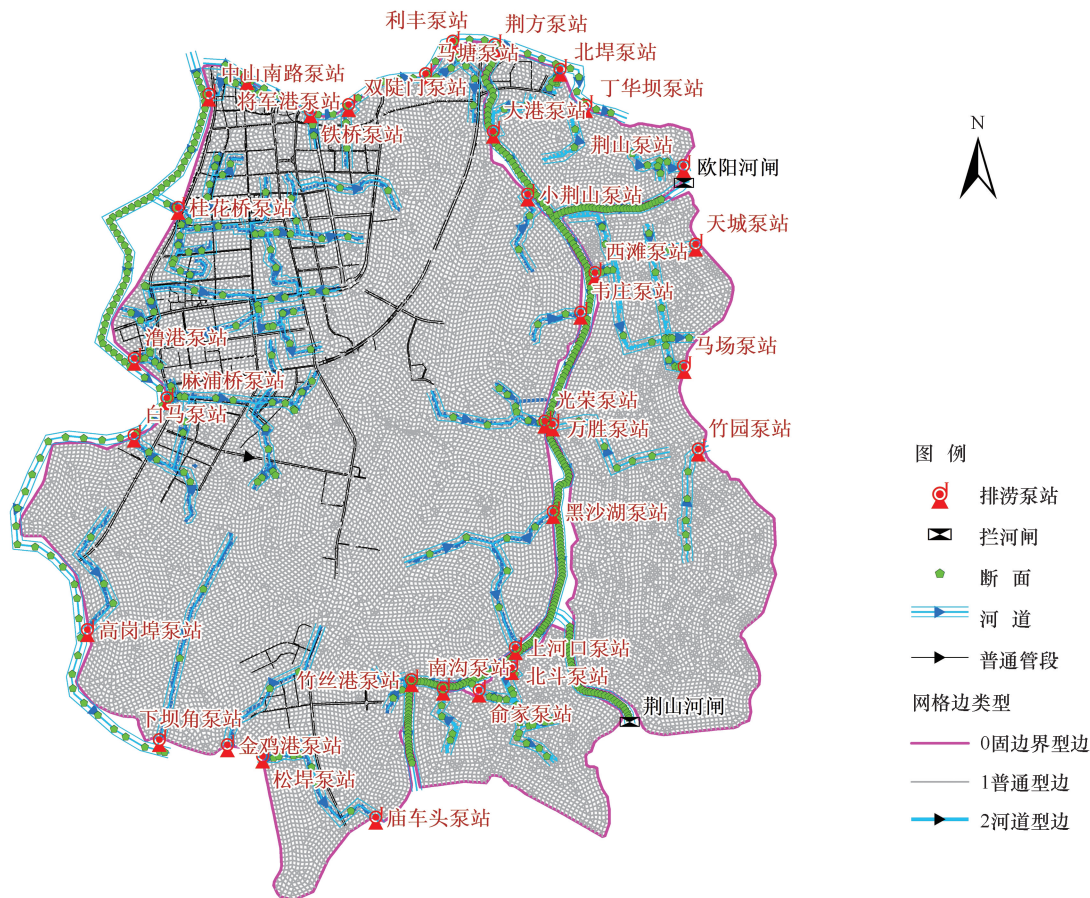 利丰泵站
荆方泵站
马塘泵站
北埕泵站
中山南路泵站
双陡门泵站
丁华坝泵站
将军港泵站
大港泵站
铁桥泵站
荆山泵站
欧阳河闸
N
小荆山泵站
桂花桥泵站
天城泵站
西滩泵站
韦庄泵站
澛港泵站
马场泵站
麻浦桥泵站
光荣泵站
白马泵站
万胜泵站
竹园泵站
黑沙湖泵站
高岗埠泵站
上河口泵站
南沟泵站
竹丝港泵站
北斗泵站
俞家泵站
荆山河闸
下坝角泵站
金鸡港泵站
松埕泵站
庙车头泵站
图 例
排涝泵站
拦河闸
断面
河道
普通管段
网格边类型
0固边界型边
1普通型边
2河道型边